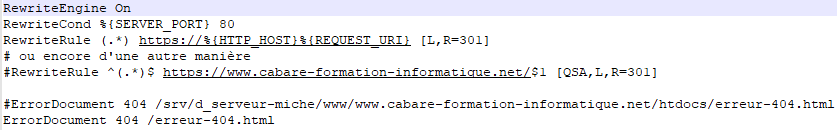 RewriteEngine On
RewriteCond %{SERVER_PORT} 80
RewriteRule (.*) https://%{HTTP_HOST}%{REQUEST_URI} [L,R=301]
# ou encore d'une autre manière
#RewriteRule ^(.*)$ https://www.cabare-formation-informatique.net/$1 [QSA,L,R=301]

#ErrorDocument 404 /srv/d_serveur-miche/www/www.cabare-formation-informatique.net/htdocs/erreur-404.html
ErrorDocument 404 /erreur-404.html